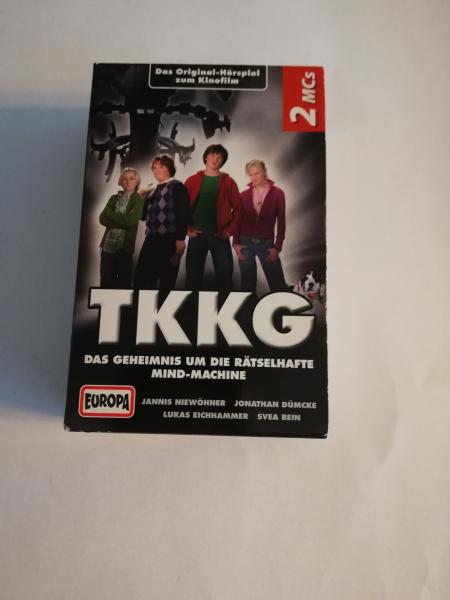 Das Original-Hörspiel
zum Kinofilm
2 MCs
TKKG
DAS GEHEIMNIS UM DIE RÄTSELHAFTE
MIND-MACHINE
EUROPA
JANNIS NIEWÖHNER JONATHAN DÜMCKE
LUKAS EICHHAMMER SVEA BEIN